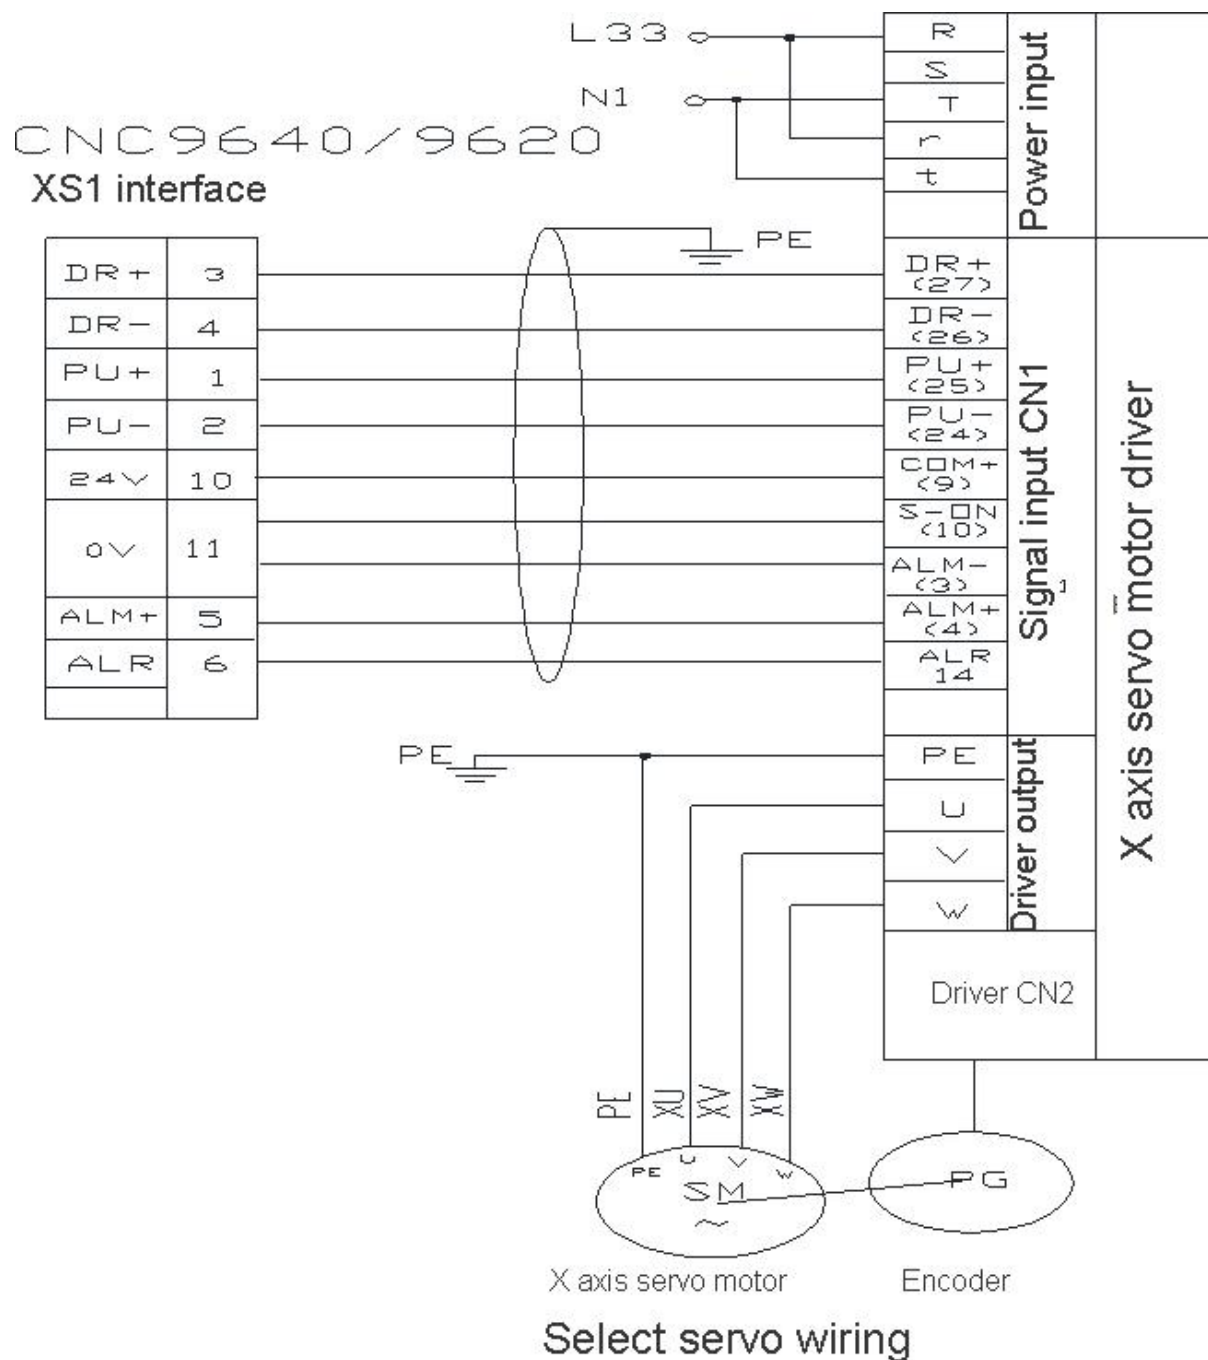 L33
N1
CNC9640/9620
XS1 interface
DR+ 3
DR- 4
PU+ 1
PU- 2
24V 10
0V 11
ALM+ 5
ALR 6
PE
R
S
T
r
t
Power input
DR+
(27)
DR-
(26)
PU+
(25)
PU-
(24)
COM+
(9)
S-ON
(10)
ALM-
(3)
ALM+
(4)
ALR
14
Signal input CN1
1
X axis servo motor driver
PE
PE
U
V
W
Driver output
Driver CN2
PE
XU
XV
XW
PE U V W
SM
~
PG
X axis servo motor
Encoder
Select servo wiring